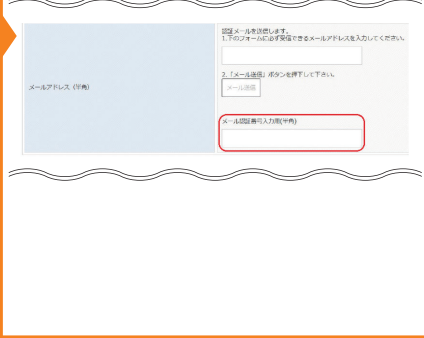 認証メールを送信します。
1.下のフォームに必ず受信できるメールアドレスを入力してください。
2.「メール送信」ボタンを押下して下さい。
メールアドレス（半角）
メール送信
メール認証番号入力欄(半角)